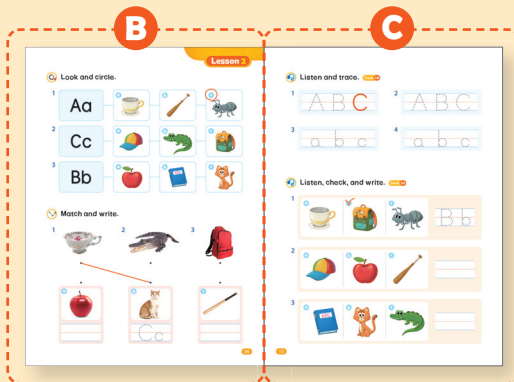 B
C
Lesson 2
Look and circle.
1
Aa
2
Cc
3
Bb
Match and write.
1
2
3
Cc
Listen and trace.
1
A B C
2
A B C
3
a b c
4
a b c
Listen, check, and write.
1
Bb
2
3